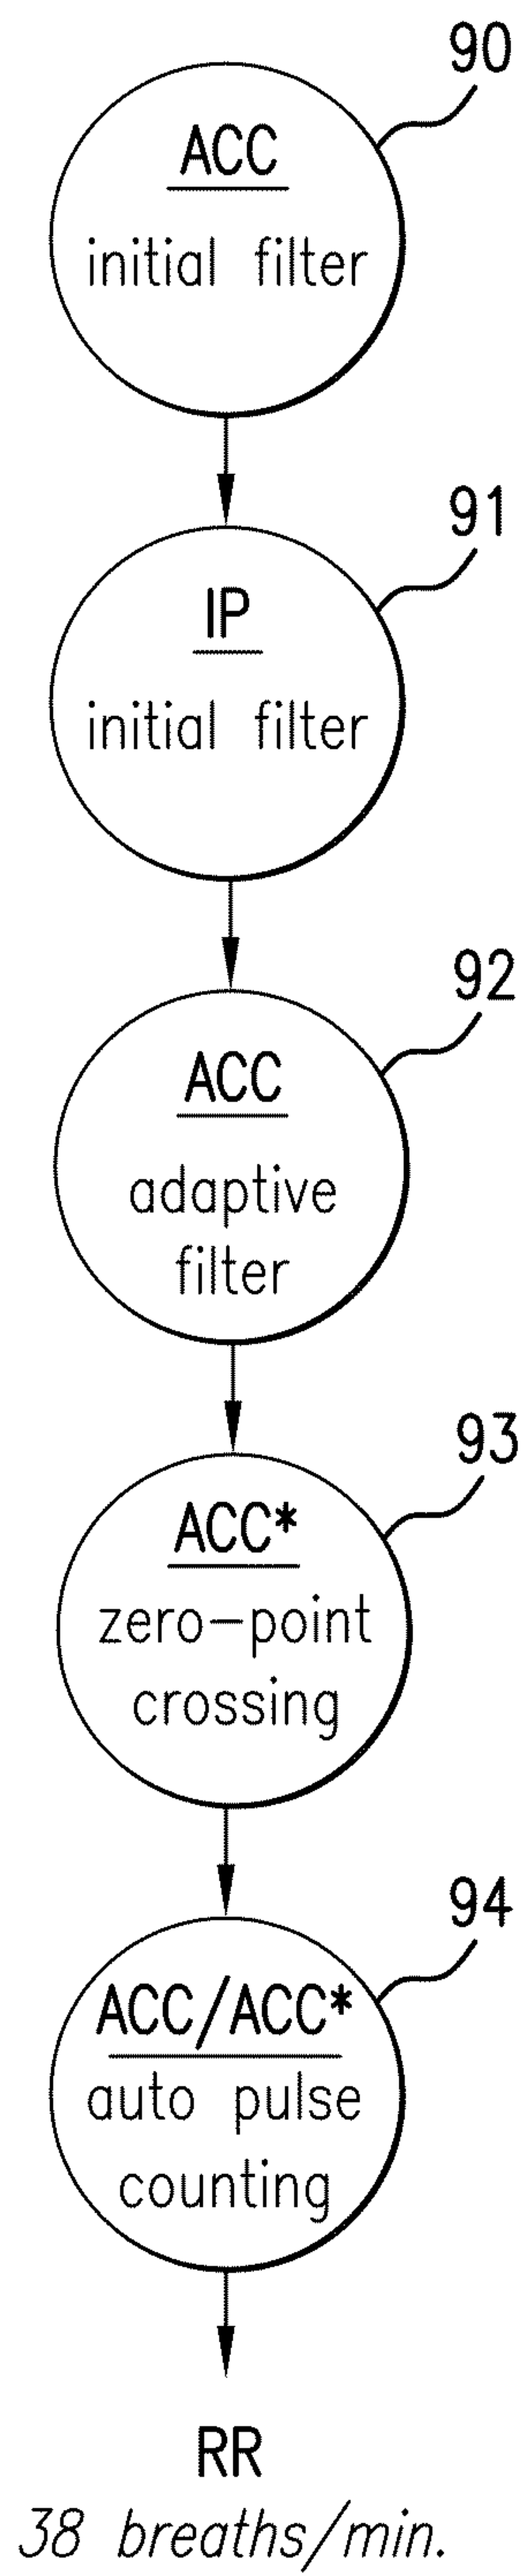 90
ACC
initial filter
91
IP
initial filter
92
ACC
adaptive
filter
93
ACC*
zero-point
crossing
94
ACC/ACC*
auto pulse
counting
RR
38 breaths/min.